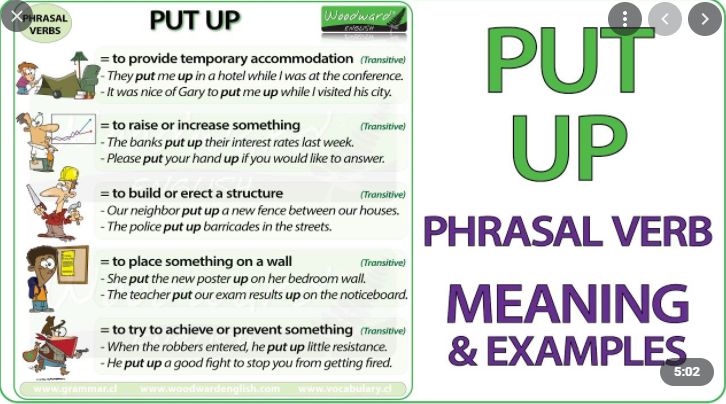 PHRASAL
VERBS
PUT UP
Woodward®
ENGLISH
= to provide temporary accommodation (Transitive)
- They put me up in a hotel while I was at the conference.
- It was nice of Gary to put me up while I visited his city.
= to raise or increase something (Transitive)
- The banks put up their interest rates last week.
- Please put your hand up if you would like to answer.
= to build or erect a structure (Transitive)
- Our neighbor put up a new fence between our houses.
- The police put up barricades in the streets.
= to place something on a wall (Transitive)
- She put the new poster up on her bedroom wall.
- The teacher put our exam results up on the noticeboard.
= to try to achieve or prevent something (Transitive)
- When the robbers entered, he put up little resistance.
- He put up a good fight to stop you from getting fired.
www.grammar.cl www.woodwardenglish.com www.vocabulary.cl
PUT
UP
PHRASAL VERB
MEANING
& EXAMPLES
5:02